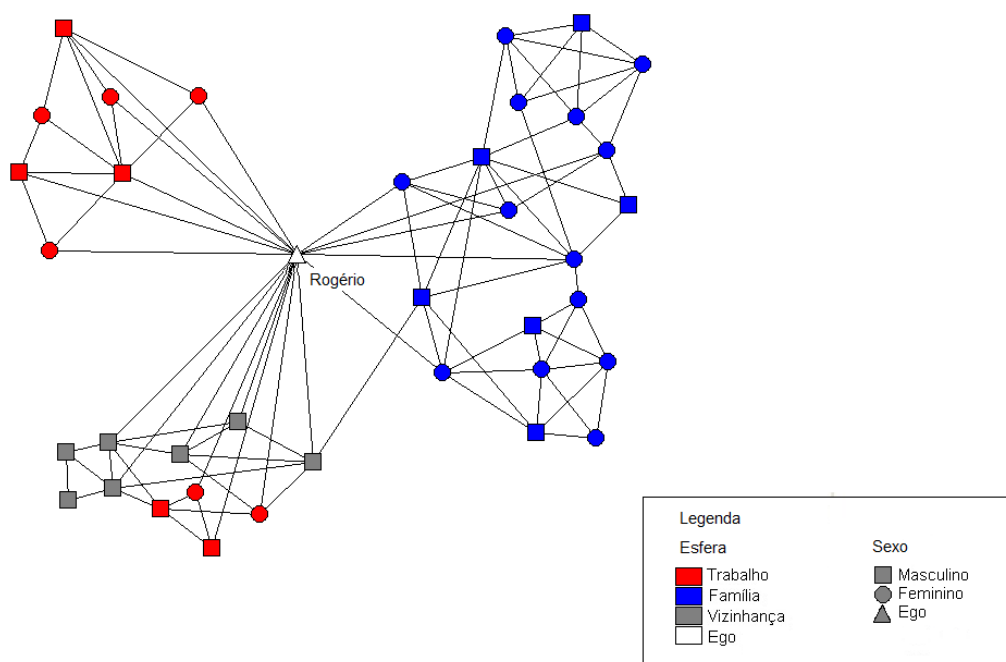 Rogério
Legenda
Esfera
Trabalho
Família
Vizinhança
Ego
Sexo
Masculino
Feminino
Ego